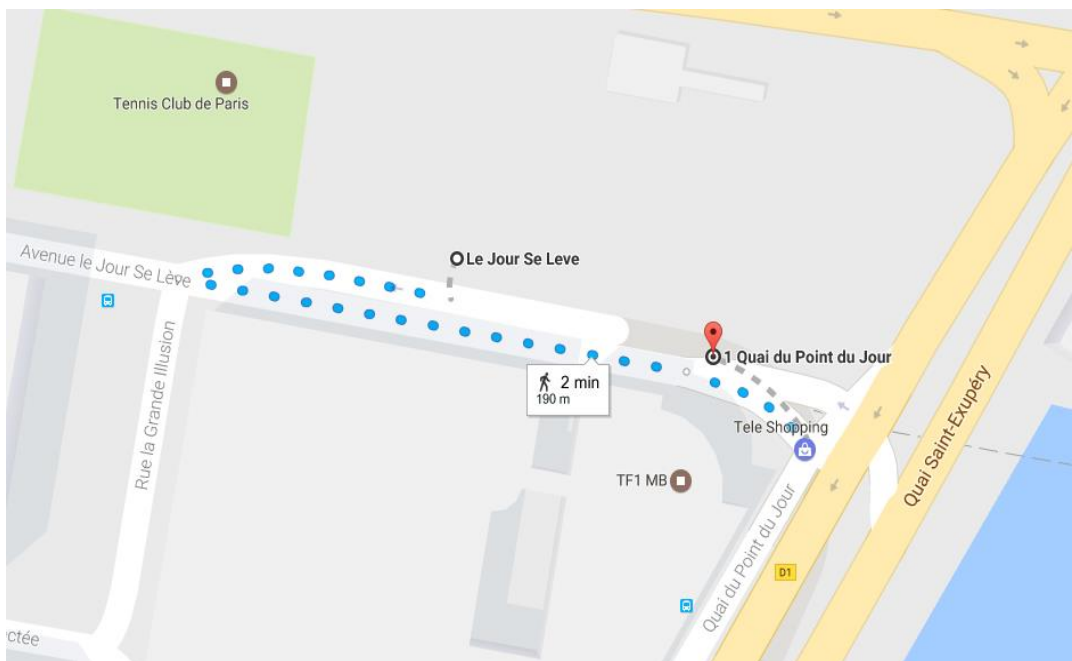 Tennis Club de Paris
Avenue le Jour Se Lève
Le Jour Se Leve
1 Quai du Point du Jour
2 min
190 m
Rue la Grande Illusion
Tele Shopping
TF1 MB
Quai Saint-Exupéry
Quai du Point du Jour
D1
ctée